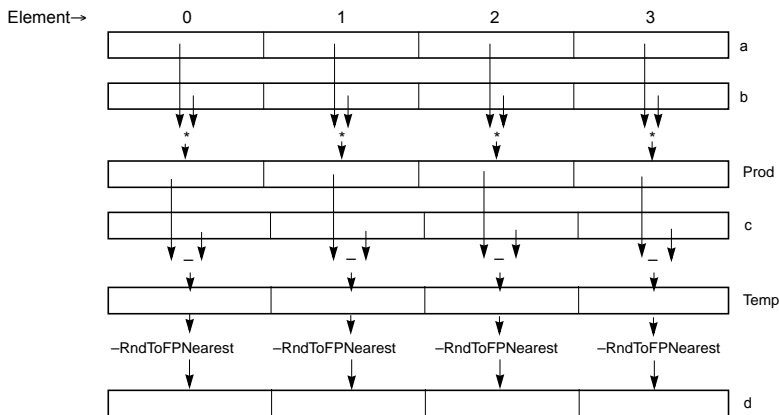 Element→ 0 1 2 3
a
b
* * * *
Prod
c
– – – –
Temp
–RndToFPNearest –RndToFPNearest –RndToFPNearest –RndToFPNearest
d